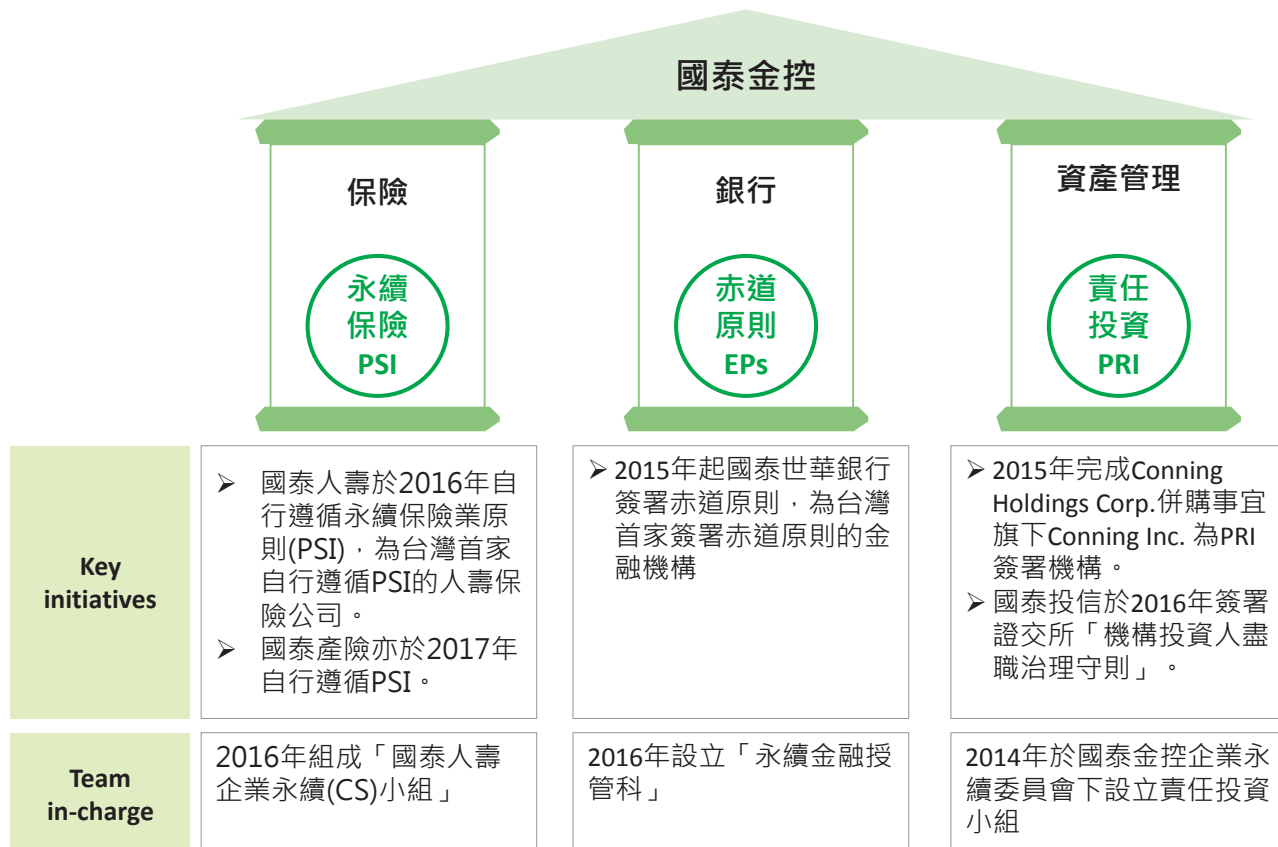 國泰金控
保險
永續
保險
PSI
銀行
赤道
原則
EPs
資產管理
責任
投資
PRI
Key
initiatives
➢ 國泰人壽於2016年自
行遵循永續保險業原
則(PSI)，為台灣首家
自行遵循PSI的人壽保
險公司。
➢ 國泰產險亦於2017年
自行遵循PSI。
➢ 2015年起國泰世華銀行
簽署赤道原則，為台灣
首家簽署赤道原則的金
融機構
➢ 2015年完成Conning
Holdings Corp.併購事宜
旗下Conning Inc. 為PRI
簽署機構。
➢ 國泰投信於2016年簽署
證交所「機構投資人盡
職治理守則」。
Team
in-charge
2016年組成「國泰人壽
企業永續(CS)小組」
2016年設立「永續金融授
管科」
2014年於國泰金控企業永
續委員會下設立責任投資
小組